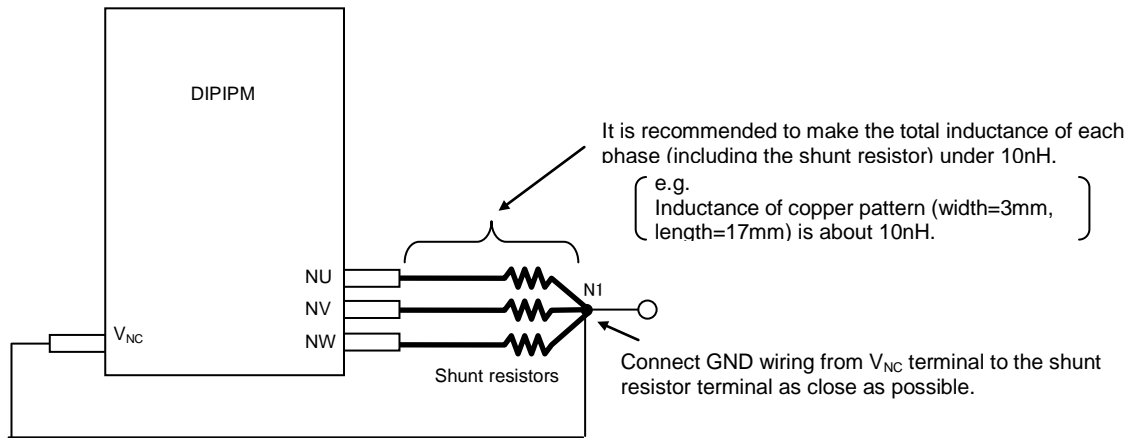 DIPIPM
It is recommended to make the total inductance of each
phase (including the shunt resistor) under 10nH.
e.g.
Inductance of copper pattern (width=3mm,
length=17mm) is about 10nH.
NU
N1
NV
VNC
NW
Connect GND wiring from VNC terminal to the shunt
resistor terminal as close as possible.
Shunt resistors